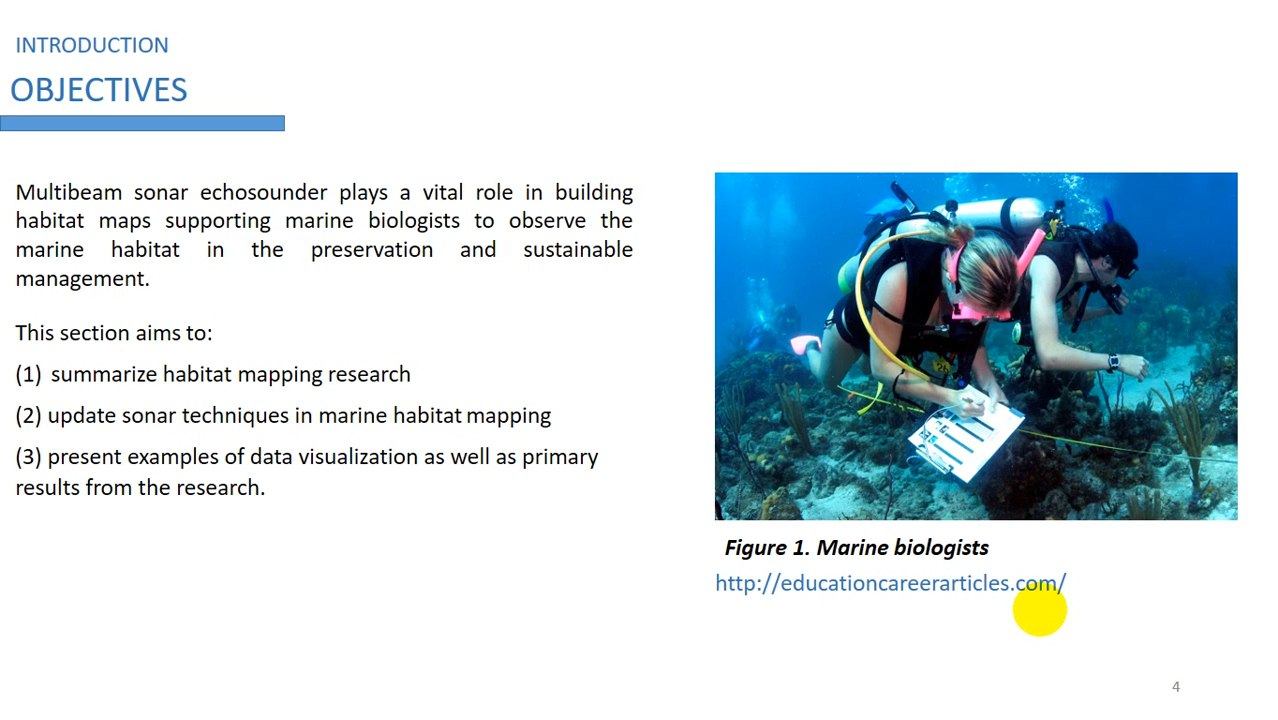 INTRODUCTION
OBJECTIVES
Multibeam sonar echosounder plays a vital role in building
habitat maps supporting marine biologists to observe the
marine habitat in the preservation and sustainable
management.
This section aims to:
(1) summarize habitat mapping research
(2) update sonar techniques in marine habitat mapping
(3) present examples of data visualization as well as primary
results from the research.
Figure 1. Marine biologists
http://educationcareerarticles.com/
4